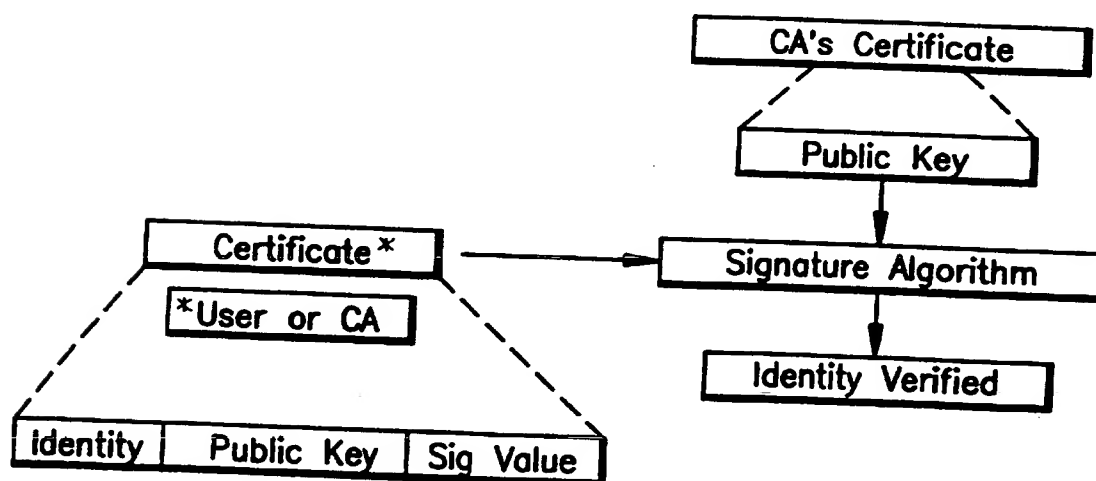 CA's Certificate
Public Key
Certificate*
Signature Algorithm
*User or CA
Identity Verified
identity Public Key Sig Value